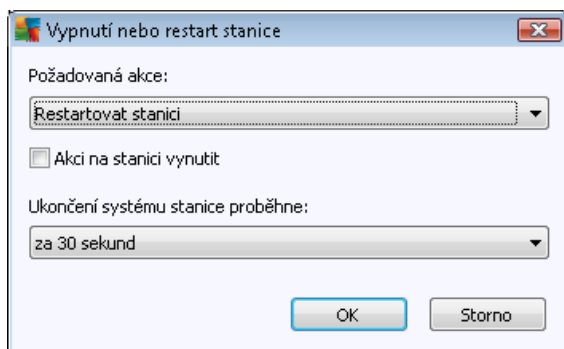 Vypnutí nebo restart stanice
Požadovaná akce:
Restartovat stanici
Akci na stanici vynutit
Ukončení systému stanice proběhne:
za 30 sekund
OK Storno